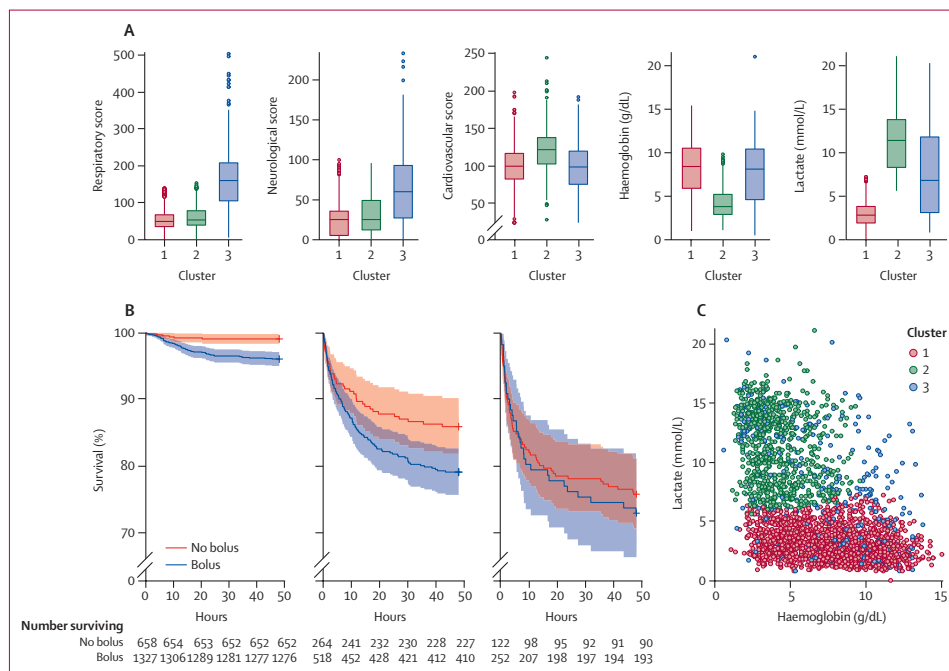 A
Respiratory score
500
400
300
200
100
0
1 2 3
Cluster
Neurological score
200
150
100
50
0
1 2 3
Cluster
Cardiovascular score
250
200
150
100
50
0
1 2 3
Cluster
Haemoglobin (g/dL)
20
15
10
5
0
1 2 3
Cluster
Lactate (mmol/L)
20
15
10
5
0
1 2 3
Cluster
B
Survival (%)
100
90
80
70
0
No bolus
Bolus
0 10 20 30 40 50
Hours
0 10 20 30 40 50
Hours
0 10 20 30 40 50
Hours
Number surviving
No bolus 658 654 653 652 652 652 264 241 232 230 228 227 122 98 95 92 91 90
Bolus 1327 1306 1289 1281 1277 1276 518 452 428 421 412 410 252 207 198 197 194 193
C
Cluster
1
2
3
Lactate (mmol/L)
20
15
10
5
0
0 5 10 15
Haemoglobin (g/dL)